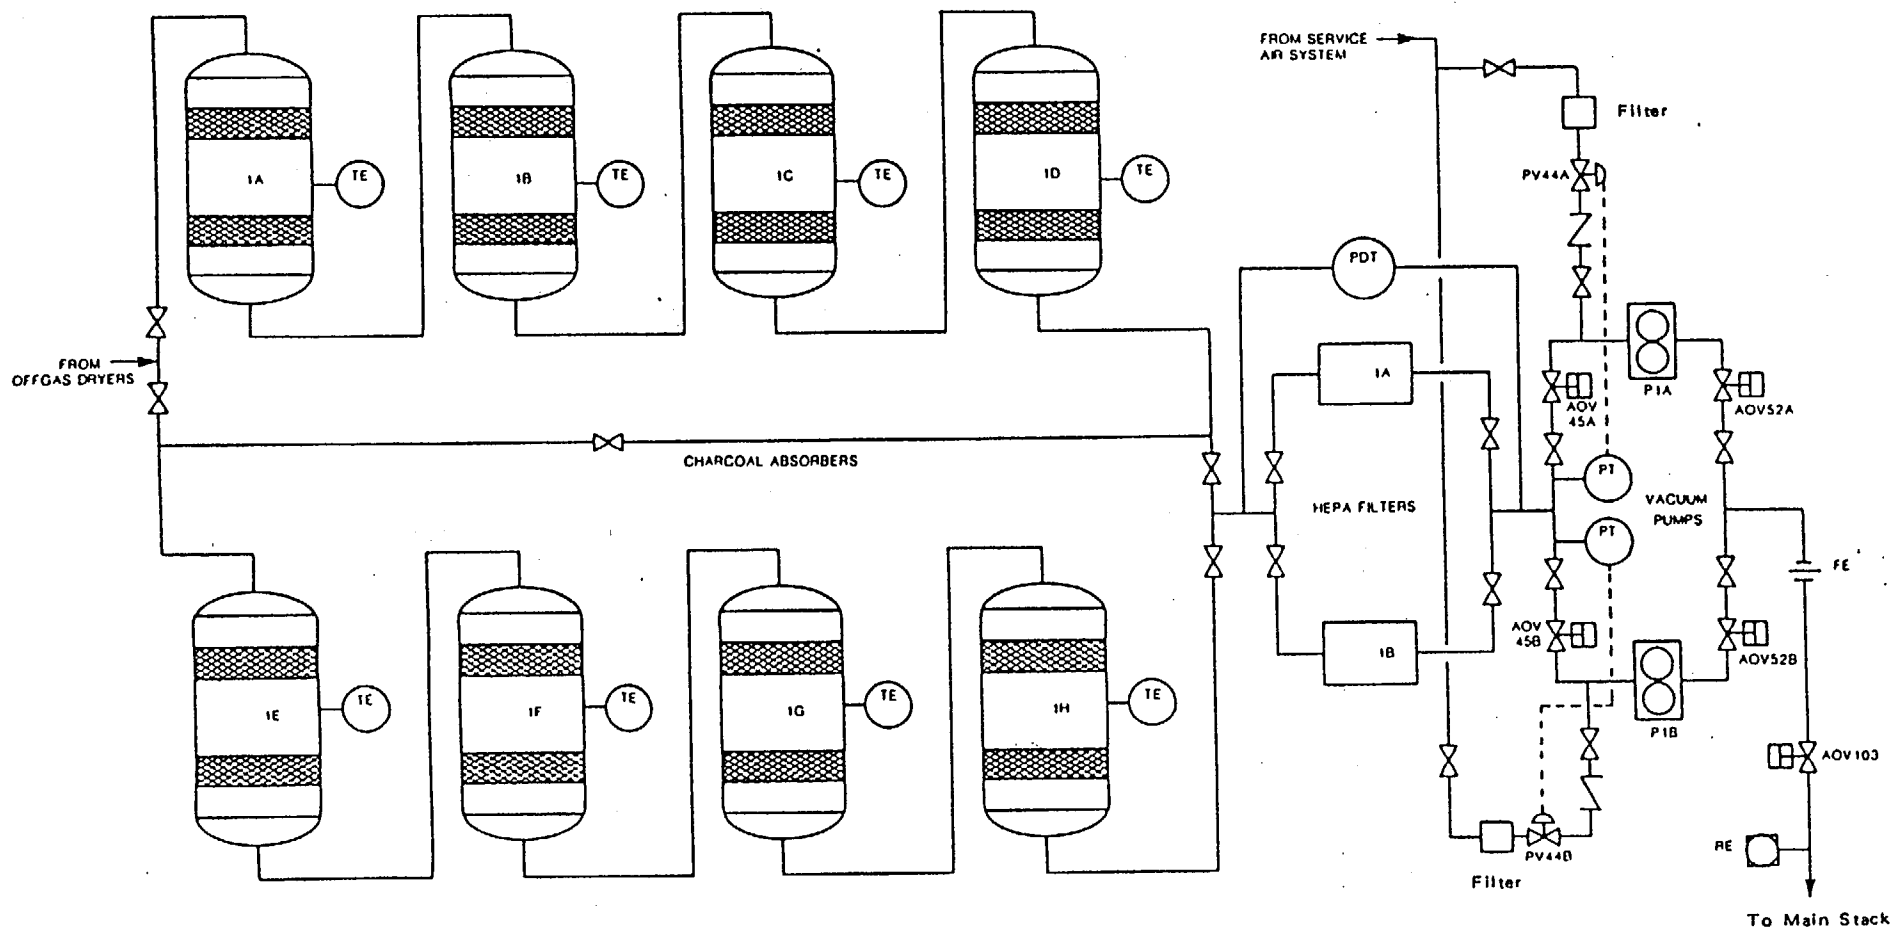 FROM SERVICE
AIR SYSTEM
Filter
1A
TE
1B
TE
1C
TE
1D
TE
PV44A
PDT
FROM
OFFGAS DRYERS
1A
P1A
AOV
45A
AOV52A
CHARCOAL ABSORBERS
PT
VACUUM
PUMPS
HEPA FILTERS
PT
FE
AOV
45B
1B
AOV52B
1E
TE
1F
TE
1G
TE
1H
TE
P1B
AOV103
RE
PV44B
Filter
To Main Stack